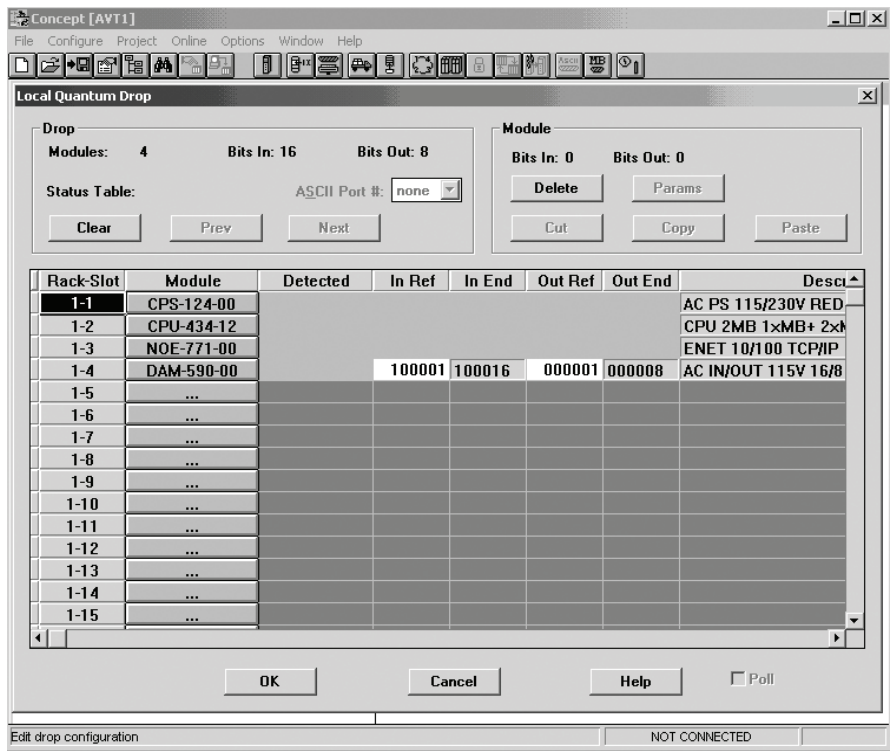 Concept [AVT1]
File Configure Project Online Options Window Help
Local Quantum Drop
Drop
Modules: 4 Bits In: 16 Bits Out: 8
Status Table: ASCII Port #: none
Clear Prev Next
Module
Bits In: 0 Bits Out: 0
Delete Params
Cut Copy Paste
Rack-Slot Module Detected In Ref In End Out Ref Out End Descr
1-1 CPS-124-00 AC PS 115/230V RED
1-2 CPU-434-12 CPU 2MB 1xMB+ 2xM
1-3 NOE-771-00 ENET 10/100 TCP/IP
1-4 DAM-590-00 100001 100016 000001 000008 AC IN/OUT 115V 16/8
1-5 ...
1-6 ...
1-7 ...
1-8 ...
1-9 ...
1-10 ...
1-11 ...
1-12 ...
1-13 ...
1-14 ...
1-15 ...
OK Cancel Help Poll
Edit drop configuration NOT CONNECTED